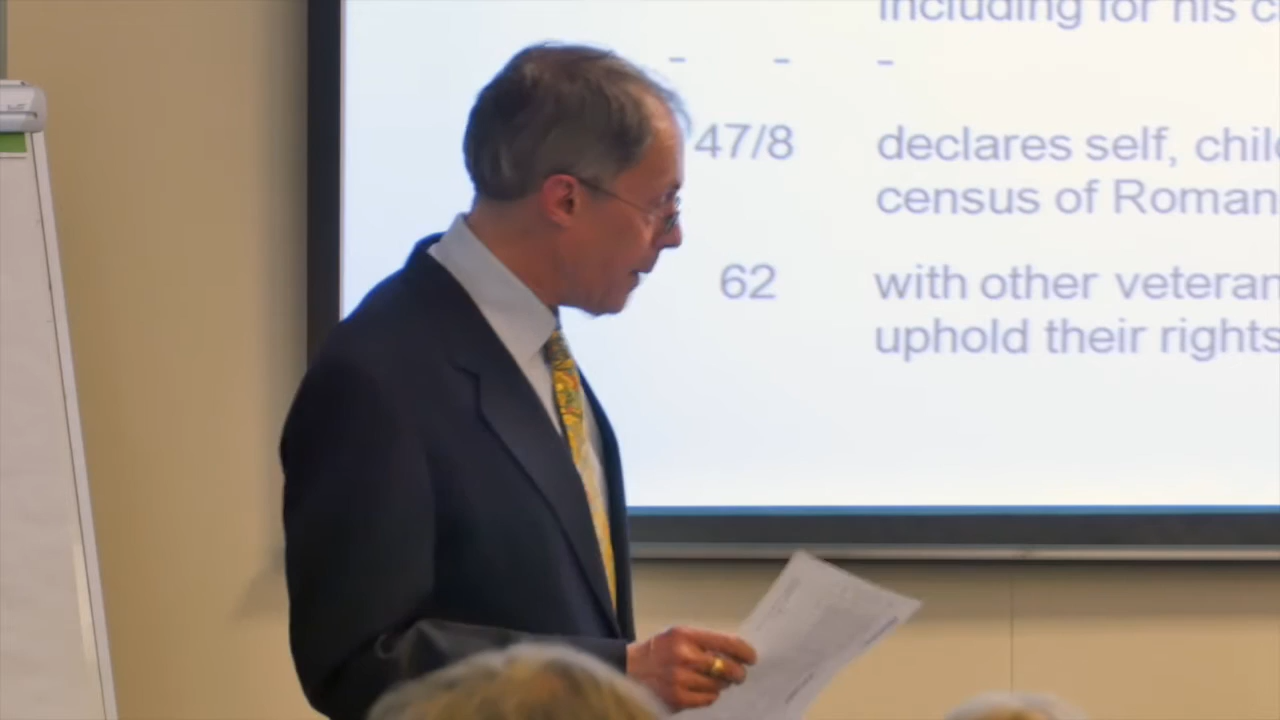 including for his c
- - -
47/8 declares self, chil
census of Roman
62 with other veteran
uphold their rights